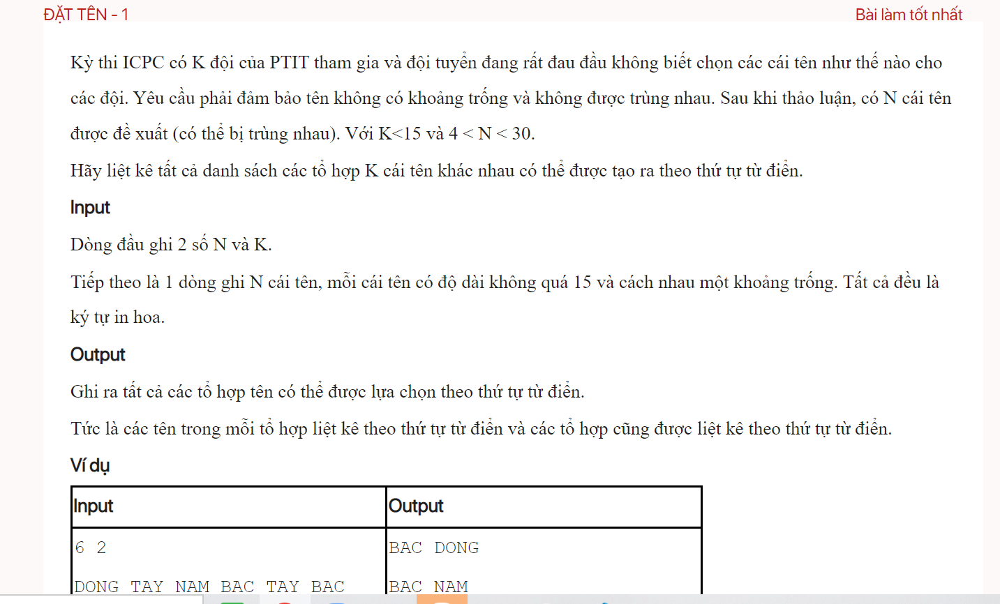 ĐẶT TÊN - 1
Bài làm tốt nhất
Kỳ thi ICPC có K đội của PTIT tham gia và đội tuyển đang rất đau đầu không biết chọn các cái tên như thế nào cho
các đội. Yêu cầu phải đảm bảo tên không có khoảng trống và không được trùng nhau. Sau khi thảo luận, có N cái tên
được đề xuất (có thể bị trùng nhau). Với K<15 và 4 < N < 30.
Hãy liệt kê tất cả danh sách các tổ hợp K cái tên khác nhau có thể được tạo ra theo thứ tự từ điển.
Input
Dòng đầu ghi 2 số N và K.
Tiếp theo là 1 dòng ghi N cái tên, mỗi cái tên có độ dài không quá 15 và cách nhau một khoảng trống. Tất cả đều là
ký tự in hoa.
Output
Ghi ra tất cả các tổ hợp tên có thể được lựa chọn theo thứ tự từ điển.
Tức là các tên trong mỗi tổ hợp liệt kê theo thứ tự từ điển và các tổ hợp cũng được liệt kê theo thứ tự từ điển.
Ví dụ
Input
Output
6 2
BAC DONG
DONG TAY NAM BAC TAY BAC
BAC NAM